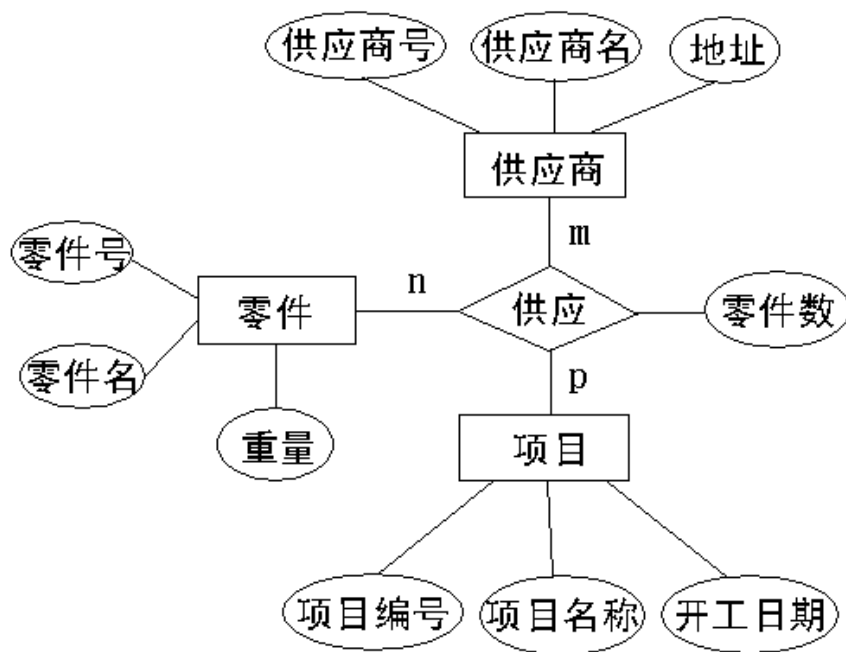 供应商号
供应商名
地址
供应商
m
零件号
零件
n
供应
零件数
零件名
p
重量
项目
项目编号
项目名称
开工日期